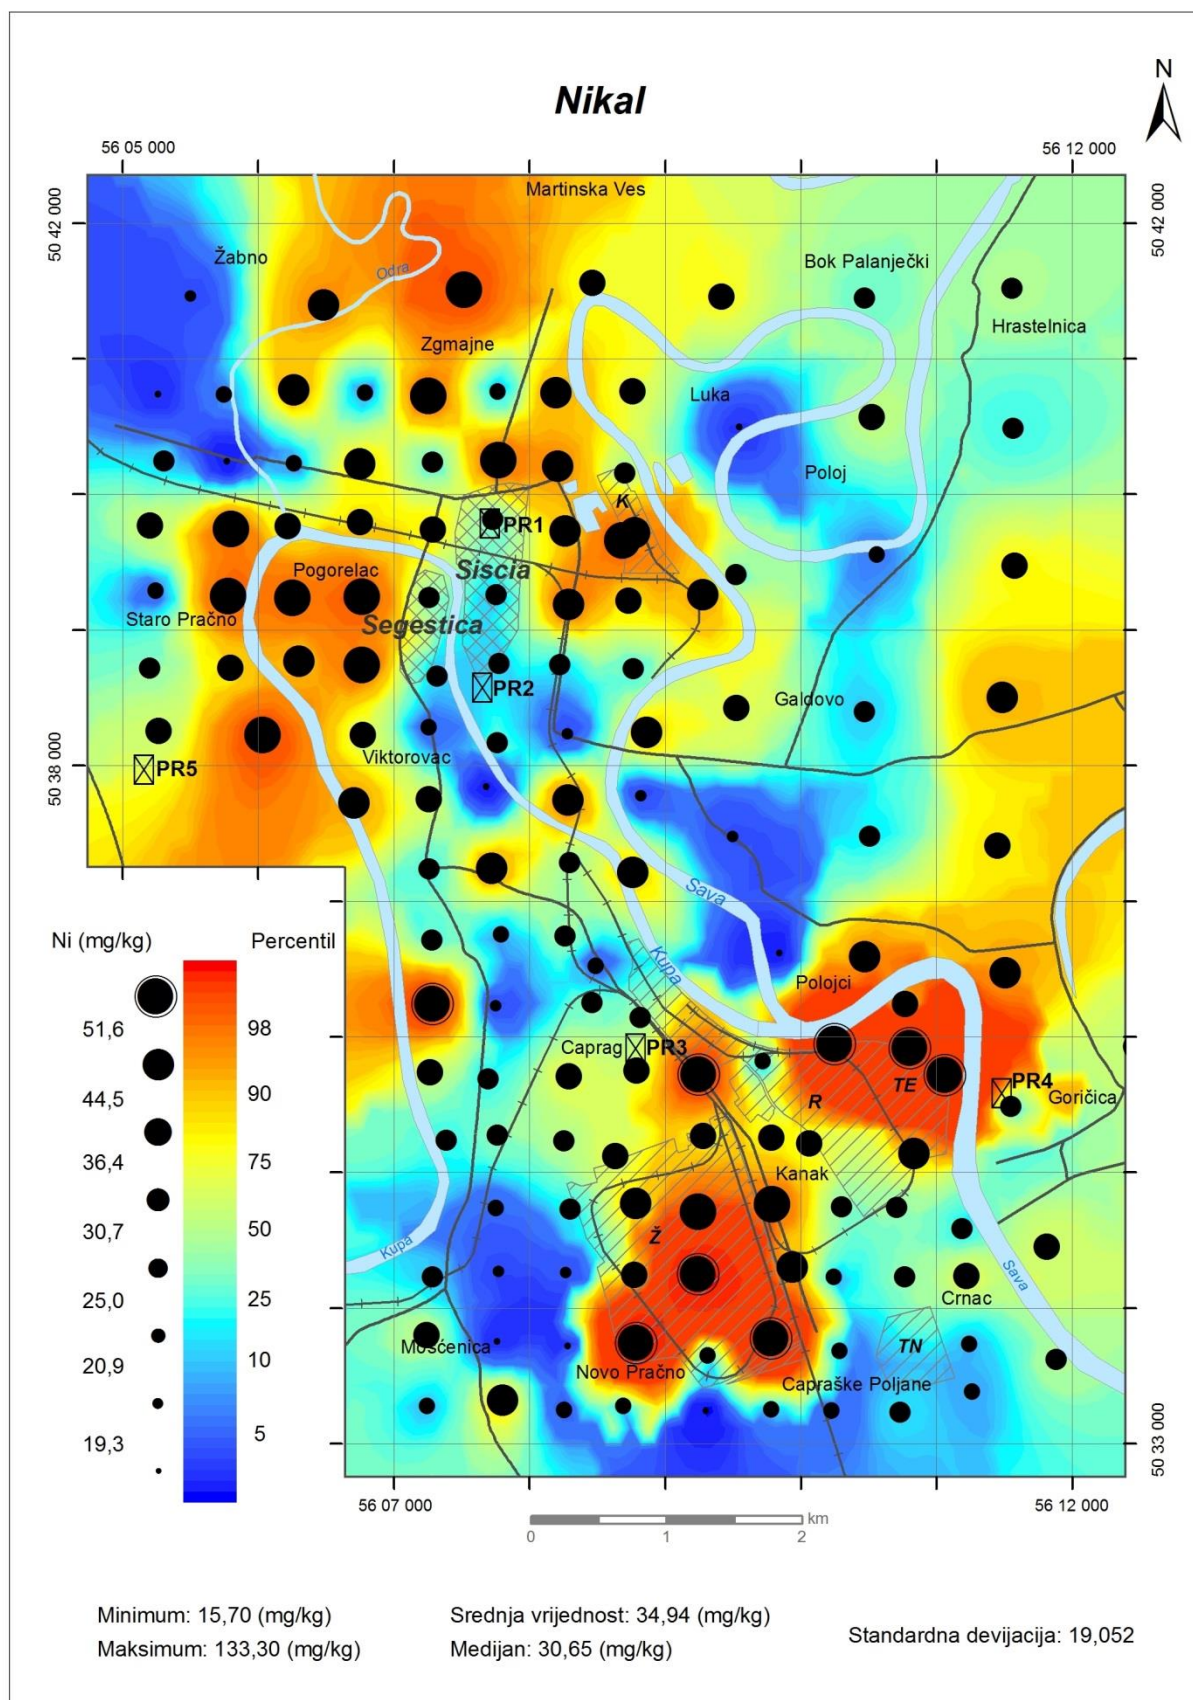 N
Nikal
56 05 000
56 12 000
Martinska Ves
50 42 000
50 42 000
Žabno
Odra
Bok Palanječki
Hrastelnica
Zgmajne
Luka
Poloj
K
PR1
Siscia
Pogorelac
Staro Pračno
Segestica
PR2
Galdovo
Viktorovac
PR5
50 38 000
50 38 000
Sava
Ni (mg/kg)
Percentil
Kupa
Polojci
51,6
98
Caprag
PR3
PR4
TE
Goričica
R
44,5
90
36,4
75
Kanak
30,7
50
Ž
Kupa
Sava
25,0
25
Crnac
20,9
10
Mošćenica
TN
Novo Pračno
Capraške Poljane
19,3
5
50 33 000
56 07 000
56 12 000
km
0 1 2
Minimum: 15,70 (mg/kg)
Srednja vrijednost: 34,94 (mg/kg)
Maksimum: 133,30 (mg/kg)
Medijan: 30,65 (mg/kg)
Standardna devijacija: 19,052